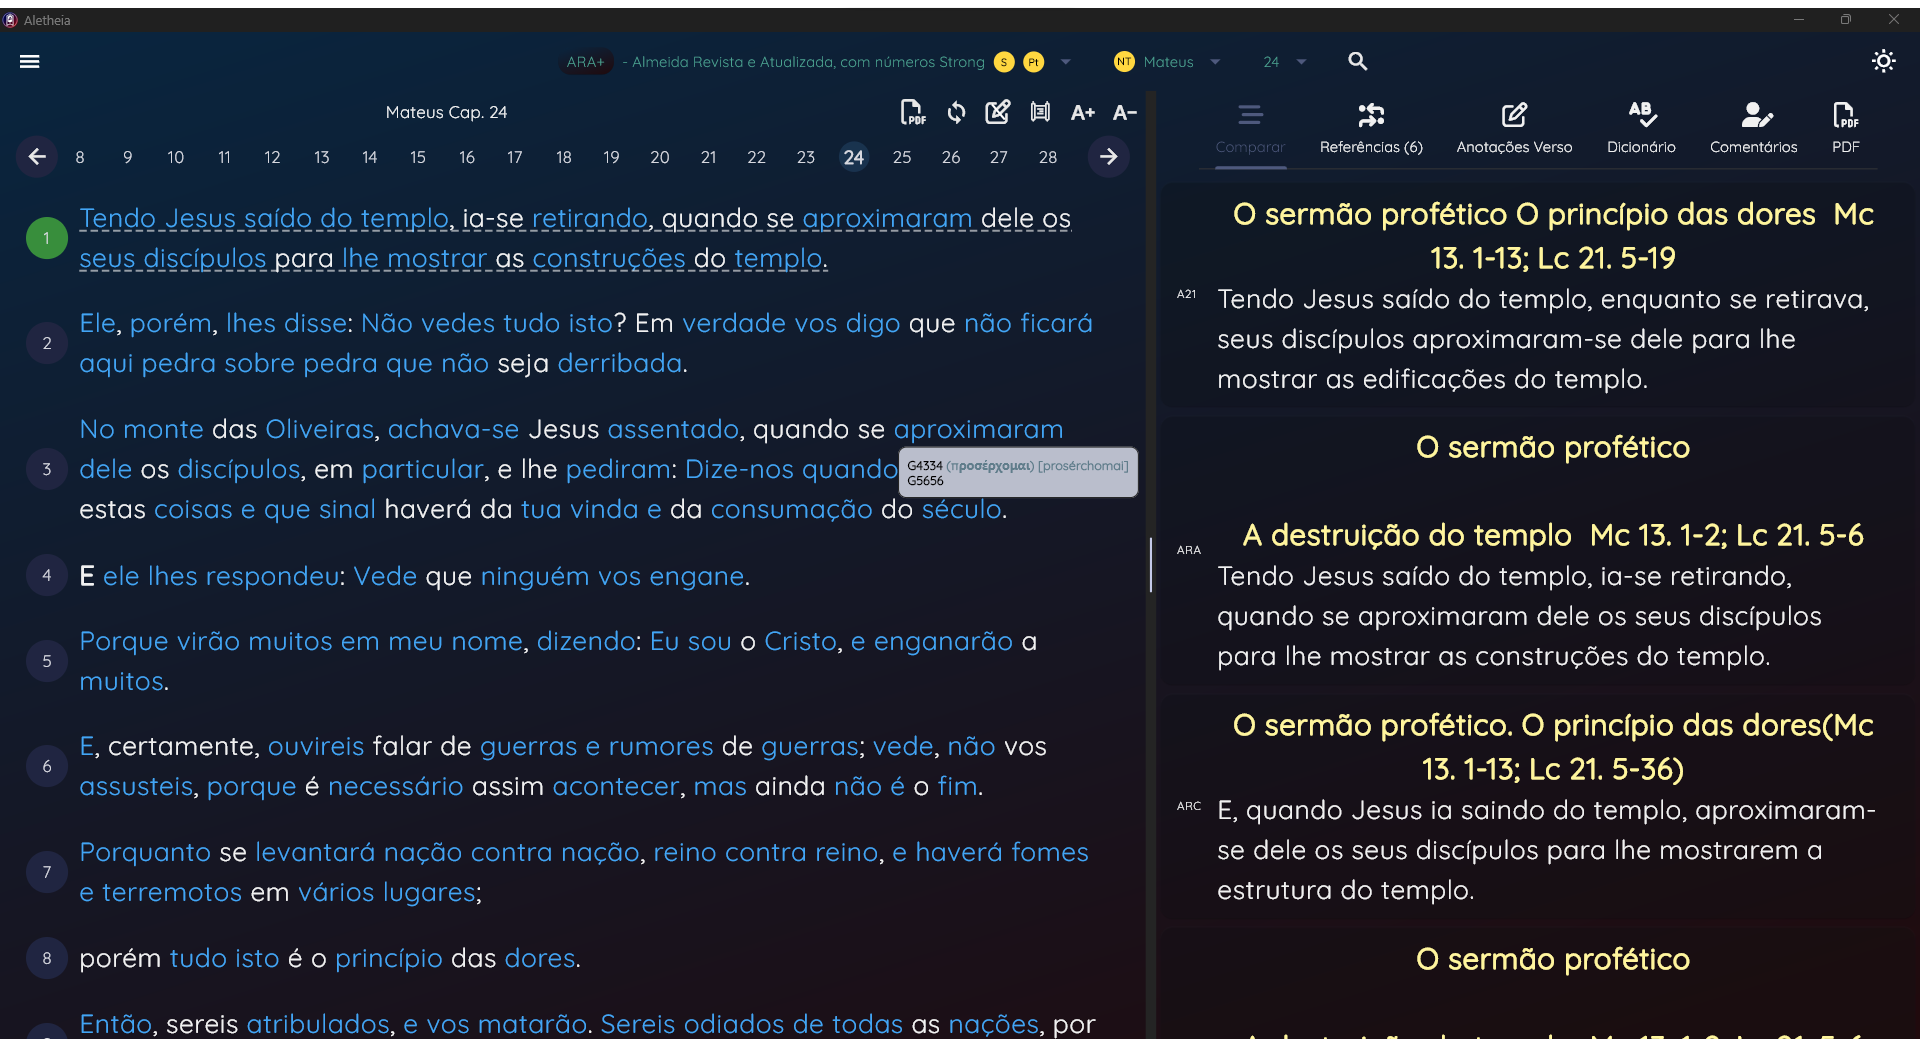 Aletheia
ARA+ - Almeida Revista e Atualizada, com números Strong S Pt NT Mateus 24
Mateus Cap. 24
PDF A+ A-
8 9 10 11 12 13 14 15 16 17 18 19 20 21 22 23 24 25 26 27 28
1 Tendo Jesus saído do templo, ia-se retirando, quando se aproximaram dele os
seus discípulos para lhe mostrar as construções do templo.
2 Ele, porém, lhes disse: Não vedes tudo isto? Em verdade vos digo que não ficará
aqui pedra sobre pedra que não seja derribada.
No monte das Oliveiras, achava-se Jesus assentado, quando se aproximaram
3 dele os discípulos, em particular, e lhe pediram: Dize-nos quando
estas coisas e que sinal haverá da tua vinda e da consumação do século.
G4334 (προσέρχομαι) [prosérchomai]
G5656
4 E ele lhes respondeu: Vede que ninguém vos engane.
5 Porque virão muitos em meu nome, dizendo: Eu sou o Cristo, e enganarão a
muitos.
6 E, certamente, ouvireis falar de guerras e rumores de guerras; vede, não vos
assusteis, porque é necessário assim acontecer, mas ainda não é o fim.
7 Porquanto se levantará nação contra nação, reino contra reino, e haverá fomes
e terremotos em vários lugares;
8 porém tudo isto é o princípio das dores.
Então, sereis atribulados, e vos matarão. Sereis odiados de todas as nações, por
Comparar Referências (6) Anotações Verso AB Dicionário Comentários PDF PDF
O sermão profético O princípio das dores Mc
13. 1-13; Lc 21. 5-19
A21 Tendo Jesus saído do templo, enquanto se retirava,
seus discípulos aproximaram-se dele para lhe
mostrar as edificações do templo.
O sermão profético
A destruição do templo Mc 13. 1-2; Lc 21. 5-6
ARA
Tendo Jesus saído do templo, ia-se retirando,
quando se aproximaram dele os seus discípulos
para lhe mostrar as construções do templo.
O sermão profético. O princípio das dores(Mc
13. 1-13; Lc 21. 5-36)
ARC E, quando Jesus ia saindo do templo, aproximaram-
se dele os seus discípulos para lhe mostrarem a
estrutura do templo.
O sermão profético